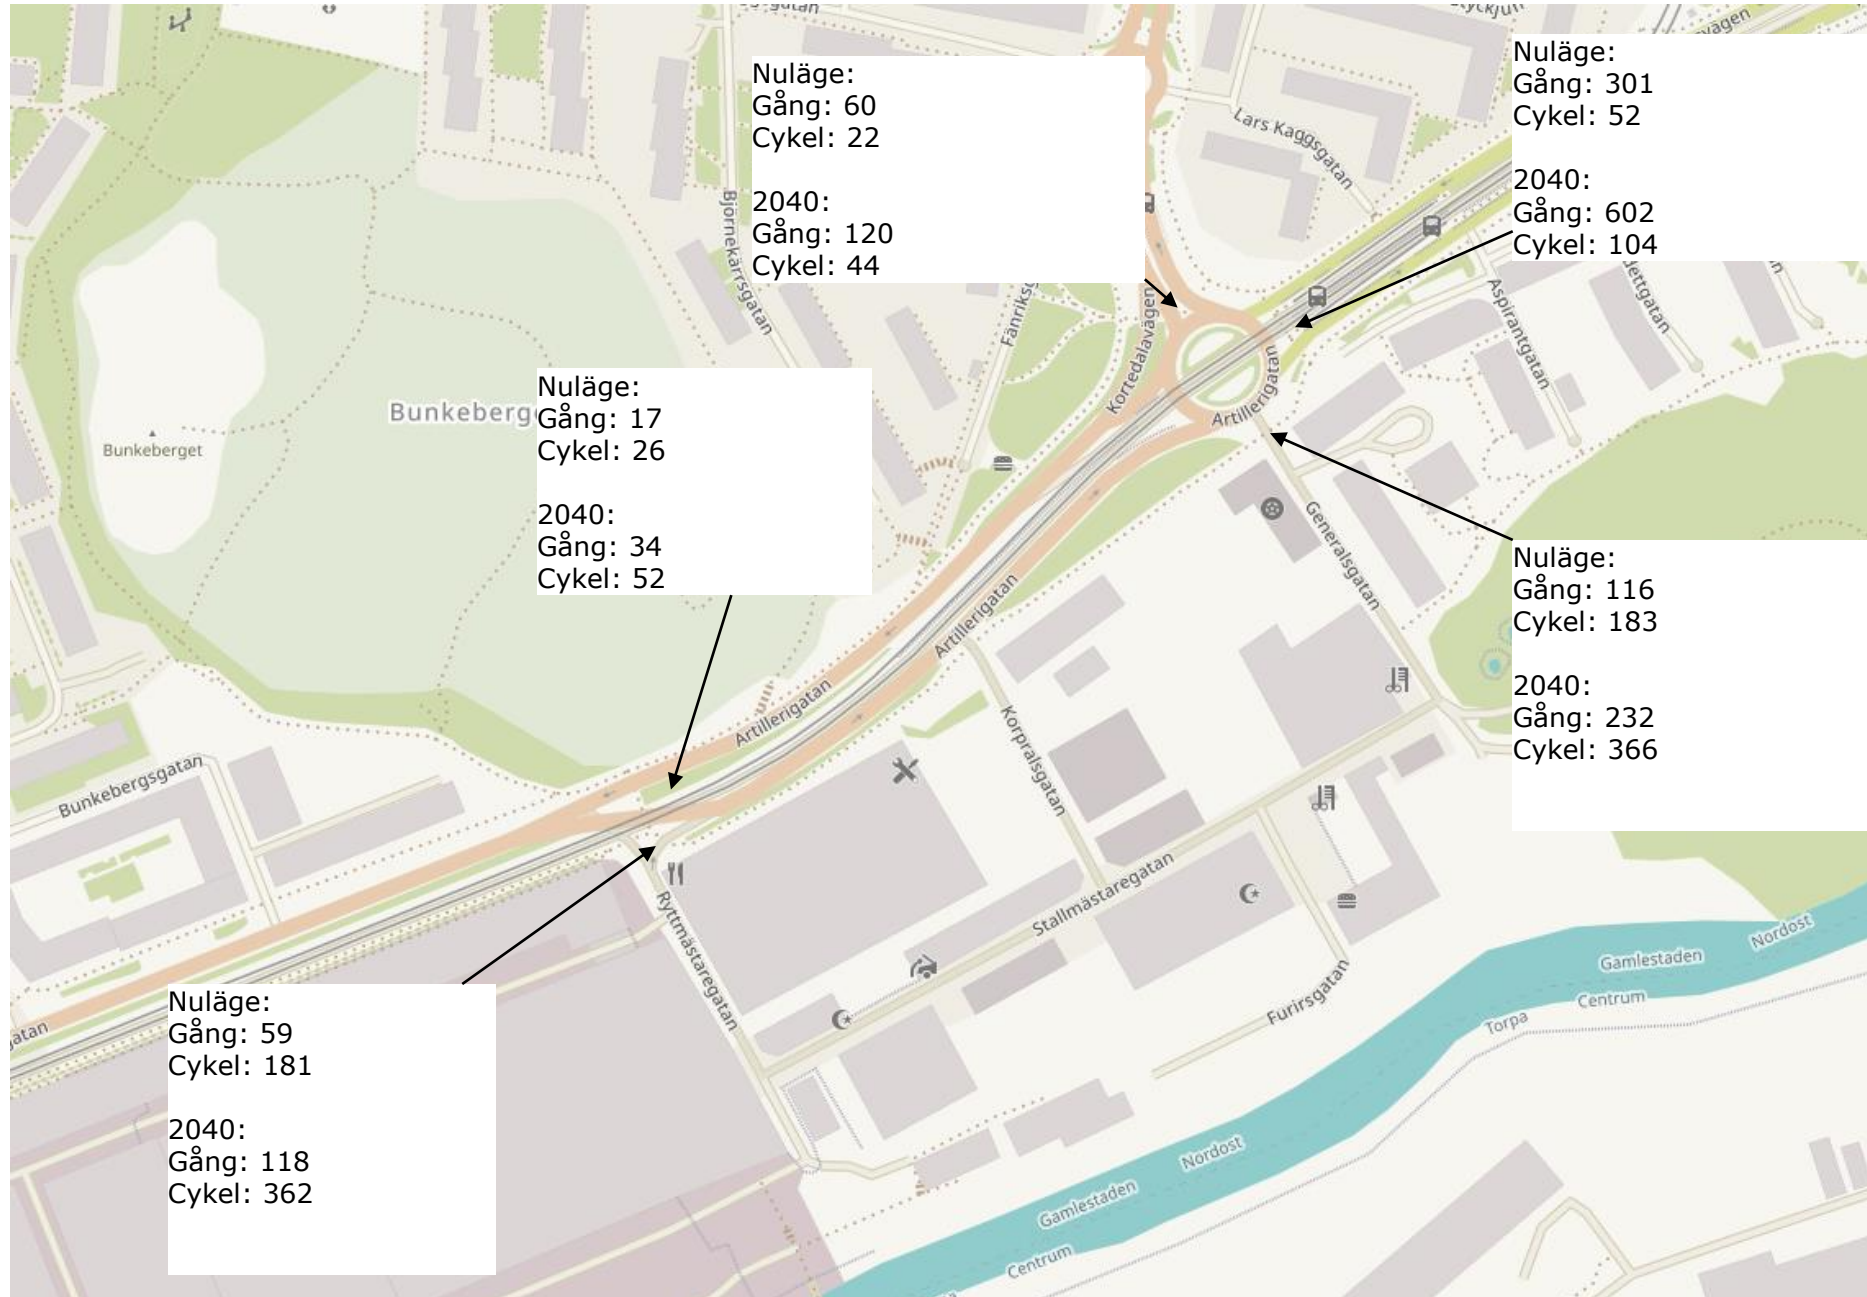 Nuläge:
Gång: 60
Cykel: 22
2040:
Gång: 120
Cykel: 44
Nuläge:
Gång: 301
Cykel: 52
2040:
Gång: 602
Cykel: 104
Nuläge:
Gång: 17
Cykel: 26
2040:
Gång: 34
Cykel: 52
Nuläge:
Gång: 116
Cykel: 183
2040:
Gång: 232
Cykel: 366
Nuläge:
Gång: 59
Cykel: 181
2040:
Gång: 118
Cykel: 362
Lars Kaggsgatan
Björnekärrsgatan
Kortedalavägen
Aspirantgatan
Artillerigatan
Bunkeberget
Generalsgatan
Artillerigatan
Artillerigatan
Korpralsgatan
Bunkebergsgatan
Stallmästaregatan
Ryttmästaregatan
Furirsgatan
Gamlestaden
Nordost
Centrum
Torpa
Nordost
Gamlestaden
Centrum